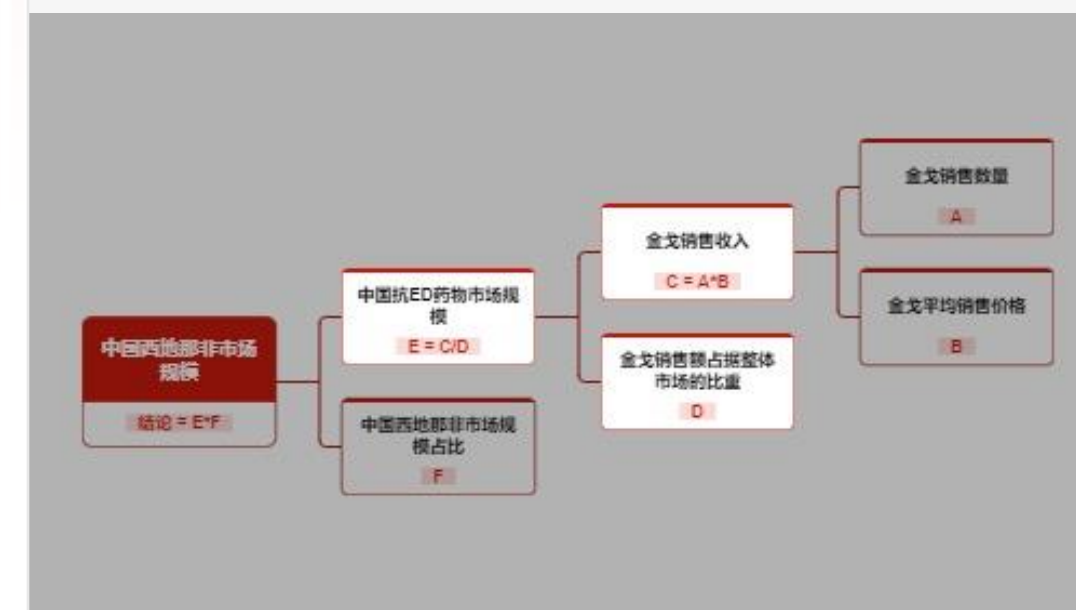 金戈销售数量
A
金戈销售收入
C = A*B
中国抗ED药物市场规
模
E = C/D
金戈平均销售价格
B
中国西地那非市场
规模
结论 = E*F
金戈销售额占据整体
市场的比重
D
中国西地那非市场规
模占比
F